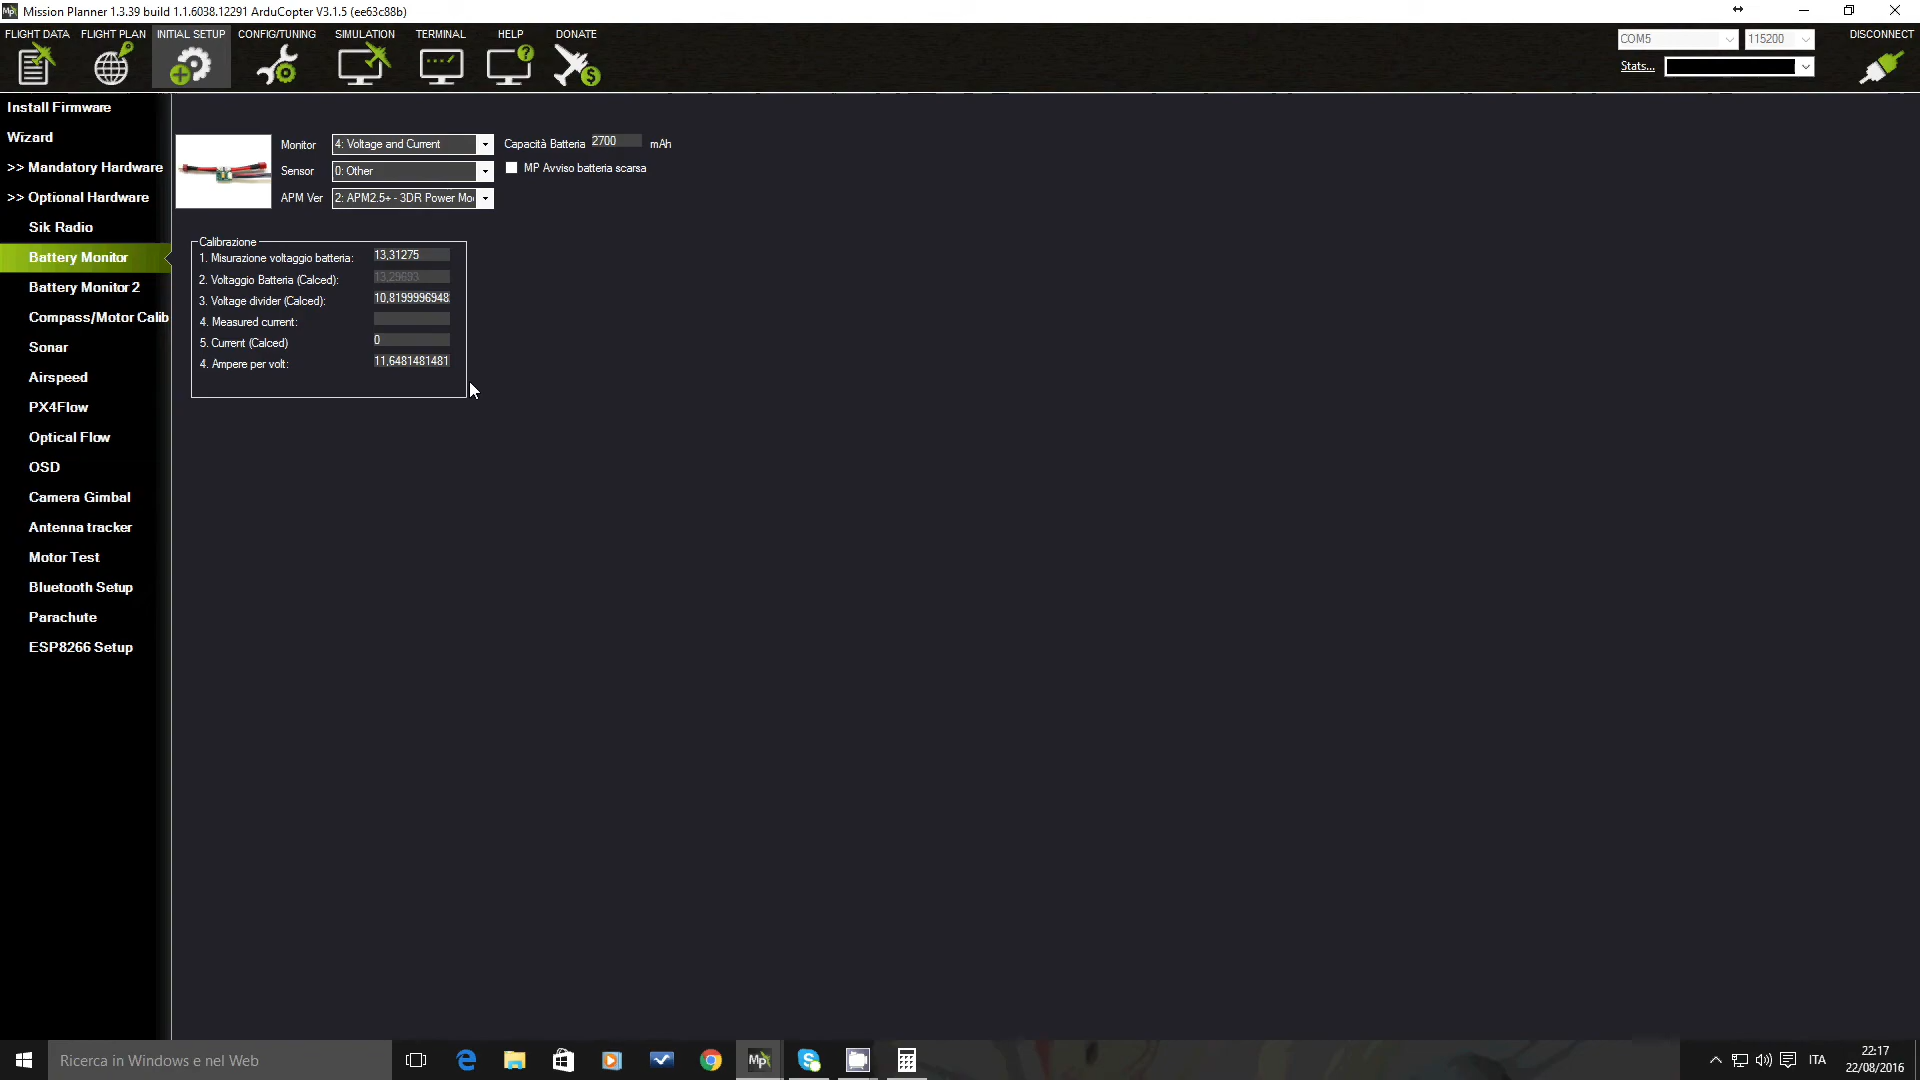 Mission Planner 1.3.39 build 1.1.6038.12291 ArduCopter V3.1.5 (ee63c88b)
FLIGHT DATA FLIGHT PLAN INITIAL SETUP CONFIG/TUNING SIMULATION TERMINAL HELP DONATE
COM5 115200 DISCONNECT
Stats...
Install Firmware
Wizard
>> Mandatory Hardware
>> Optional Hardware
Sik Radio
Battery Monitor
Battery Monitor 2
Compass/Motor Calib
Sonar
Airspeed
PX4Flow
Optical Flow
OSD
Camera Gimbal
Antenna tracker
Motor Test
Bluetooth Setup
Parachute
ESP8266 Setup
Monitor 4: Voltage and Current Capacità Batteria 2700 mAh
Sensor 0: Other MP Avviso batteria scarsa
APM Ver 2: APM2.5+ - 3DR Power Mo
Calibrazione
1. Misurazione voltaggio batteria: 13,31275
2. Voltaggio Batteria (Calced): 13,29693
3. Voltage divider (Calced): 10,8199996948
4. Measured current:
5. Current (Calced) 0
4. Ampere per volt: 11,6481481481
Ricerca in Windows e nel Web
Mp
ITA
22:17
22/08/2016